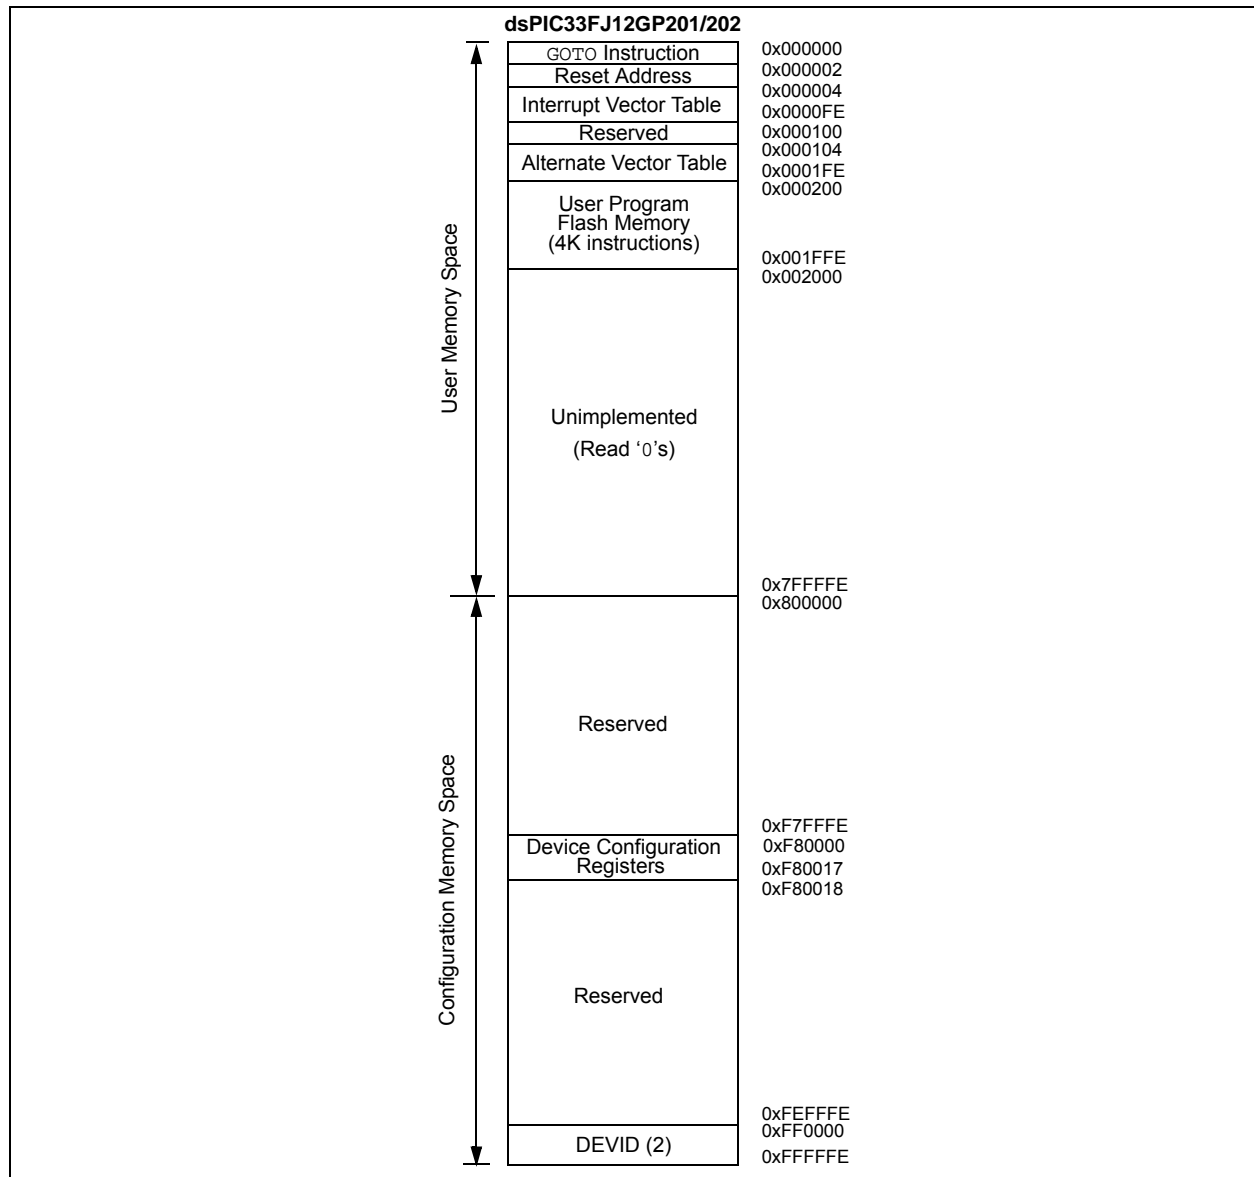 dsPIC33FJ12GP201/202
GOTO Instruction
0x000000
Reset Address
0x000002
0x000004
Interrupt Vector Table
0x0000FE
Reserved
0x000100
0x000104
Alternate Vector Table
0x0001FE
0x000200
User Program
Flash Memory
(4K instructions)
0x001FFE
0x002000
User Memory Space
Unimplemented
(Read ‘0’s)
0x7FFFFE
0x800000
Reserved
Configuration Memory Space
0xF7FFFE
Device Configuration
Registers
0xF80000
0xF80017
0xF80018
Reserved
0xFEFFFE
0xFF0000
DEVID (2)
0xFFFFFE